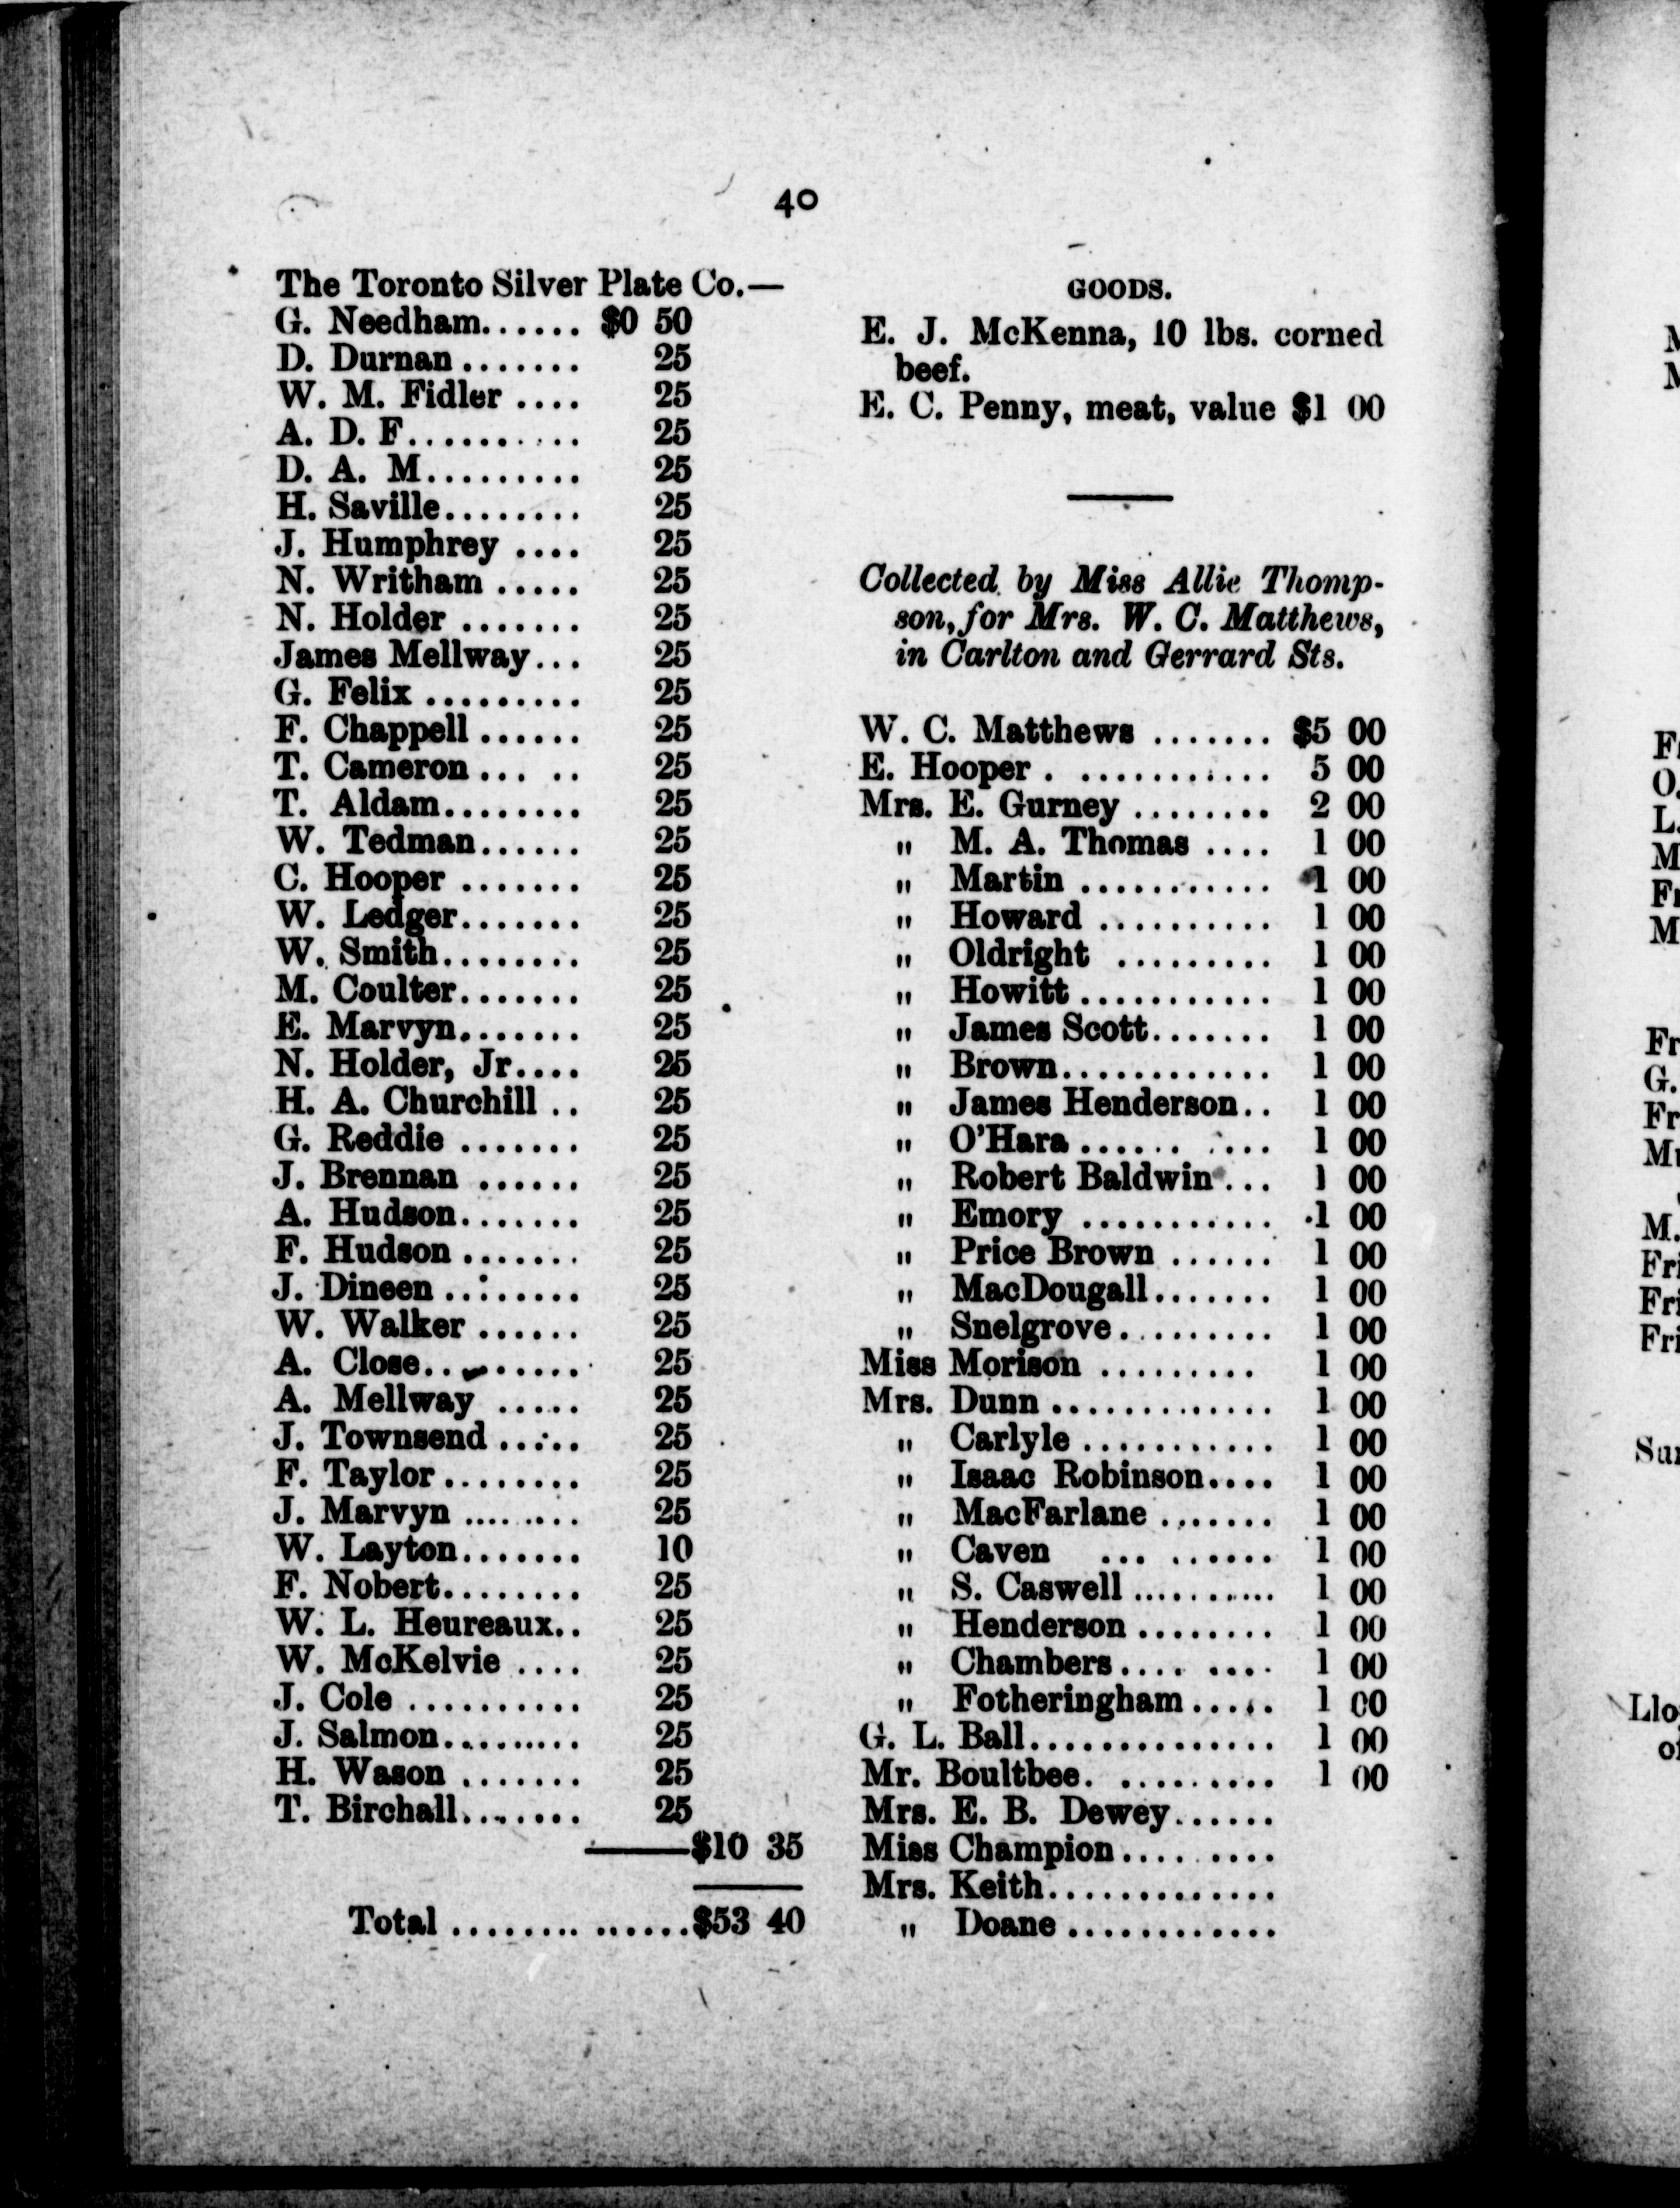 40
The Toronto Silver Plate Co.—
G. Needham...... $0 50
D. Durnan ....... 25
W. M. Fidler .... 25
A. D. F........... 25
D. A. M......... 25
H. Saville........ 25
J. Humphrey .... 25
N. Writham ..... 25
N. Holder ....... 25
James Mellway... 25
G. Felix ......... 25
F. Chappell ...... 25
T. Cameron ... .. 25
T. Aldam........ 25
W. Tedman...... 25
C. Hooper ....... 25
W. Ledger....... 25
W. Smith........ 25
M. Coulter....... 25
E. Marvyn....... 25
N. Holder, Jr.... 25
H. A. Churchill .. 25
G. Reddie ....... 25
J. Brennan ...... 25
A. Hudson....... 25
F. Hudson ....... 25
J. Dineen ........ 25
W. Walker ...... 25
A. Close......... 25
A. Mellway ..... 25
J. Townsend ..... 25
F. Taylor ........ 25
J. Marvyn ........ 25
W. Layton....... 10
F. Nobert........ 25
W. L. Heureaux.. 25
W. McKelvie .... 25
J. Cole .......... 25
J. Salmon......... 25
H. Wason ....... 25
T. Birchall....... 25
——$10 35
Total .............. $53 40
GOODS.
E. J. McKenna, 10 lbs. corned
beef.
E. C. Penny, meat, value $1 00
Collected by Miss Allie Thomp-
son, for Mrs. W. C. Matthews,
in Carlton and Gerrard Sts.
W. C. Matthews ....... $5 00
E. Hooper . ........... 5 00
Mrs. E. Gurney ........ 2 00
" M. A. Thomas .... 1 00
" Martin ........... 1 00
" Howard .......... 1 00
" Oldright ......... 1 00
" Howitt ........... 1 00
" James Scott....... 1 00
" Brown............ 1 00
" James Henderson.. 1 00
" O'Hara ...... .... 1 00
" Robert Baldwin ... 1 00
" Emory ........... 1 00
" Price Brown ...... 1 00
" MacDougall....... 1 00
" Snelgrove......... 1 00
Miss Morison ......... 1 00
Mrs. Dunn ............. 1 00
" Carlyle ........... 1 00
" Isaac Robinson.... 1 00
" MacFarlane ....... 1 00
" Caven ... ...... 1 00
" S. Caswell .......... 1 00
" Henderson ........ 1 00
" Chambers.... .... 1 00
" Fotheringham ..... 1 00
G. L. Ball.............. 1 00
Mr. Boultbee. ......... 1 00
Mrs. E. B. Dewey......
Miss Champion.... ....
Mrs. Keith.............
" Doane ............